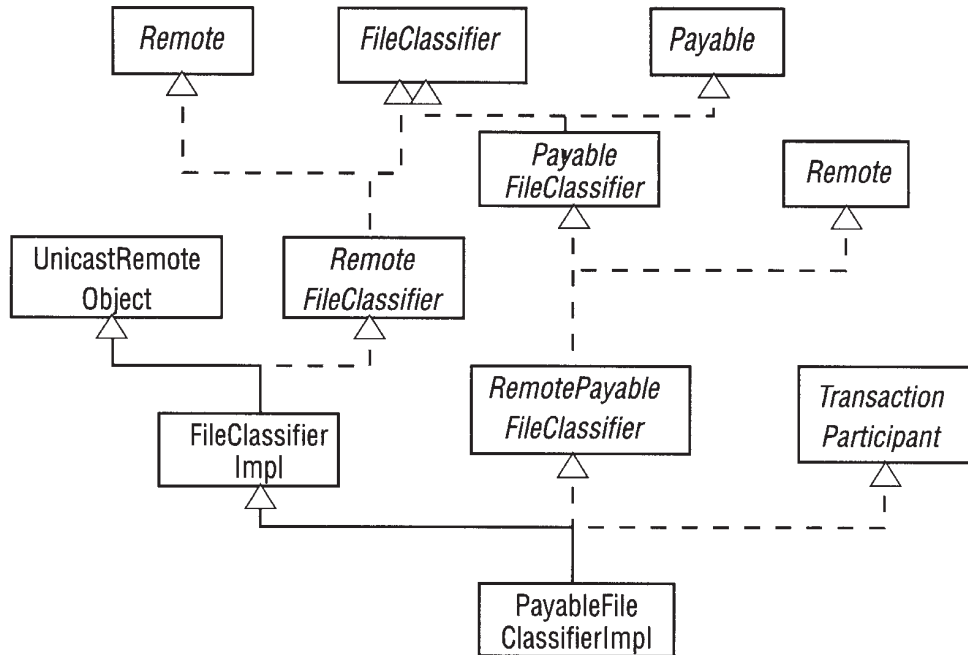 Remote
FileClassifier
Payable
Payable
FileClassifier
Remote
UnicastRemote
Object
Remote
FileClassifier
RemotePayable
FileClassifier
Transaction
Participant
FileClassifier
Impl
PayableFile
ClassifierImpl